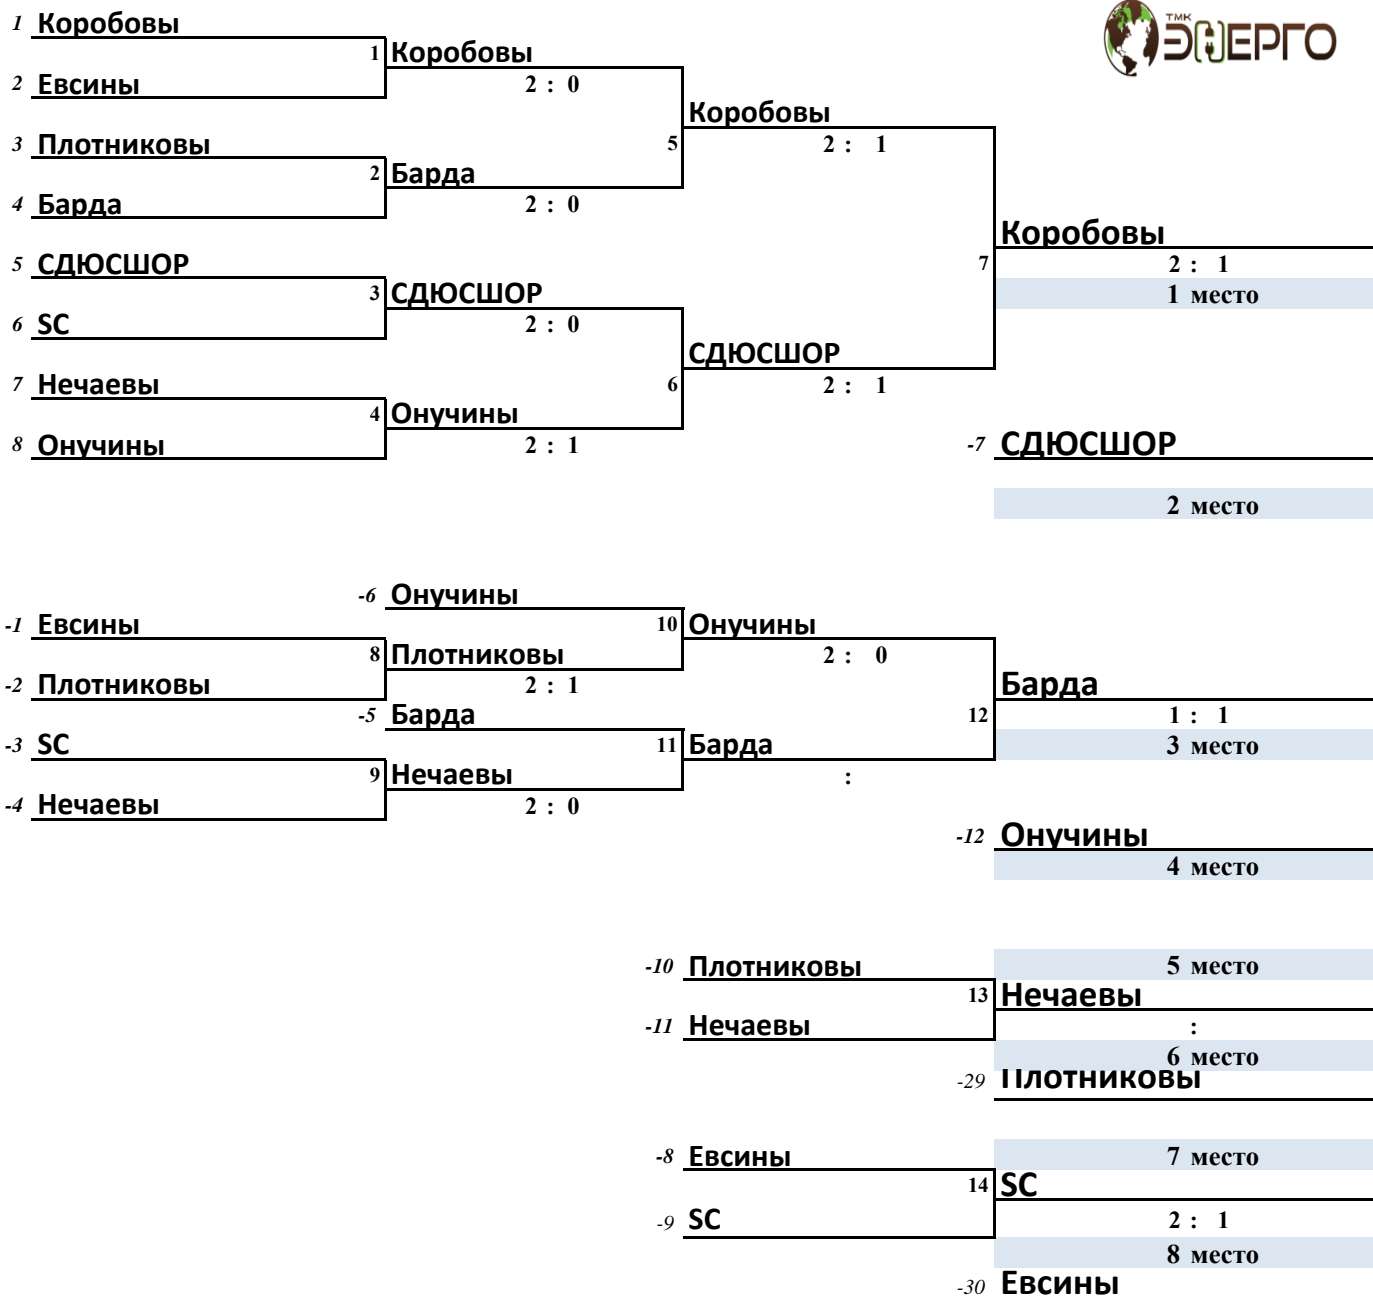 ТМК
ЭНЕРГО
1 Коробовы
1 Коробовы
2 Евсины
2 : 0
Коробовы
3 Плотниковы
5
2 : 1
2 Барда
4 Барда
2 : 0
Коробовы
5 СДЮСШОР
7
2 : 1
3 СДЮСШОР
1 место
6 SC
2 : 0
СДЮСШОР
7 Нечаевы
6
2 : 1
4 Онучины
8 Онучины
2 : 1
-7 СДЮСШОР
2 место
-6 Онучины
-1 Евсины
10 Онучины
8 Плотниковы
2 : 0
-2 Плотниковы
2 : 1
Барда
-5 Барда
12
1 : 1
-3 SC
11 Барда
3 место
9 Нечаевы
:
-4 Нечаевы
2 : 0
-12 Онучины
4 место
-10 Плотниковы
5 место
13 Нечаевы
-11 Нечаевы
:
6 место
-29 Плотниковы
-8 Евсины
7 место
14 SC
-9 SC
2 : 1
8 место
-30 Евсины